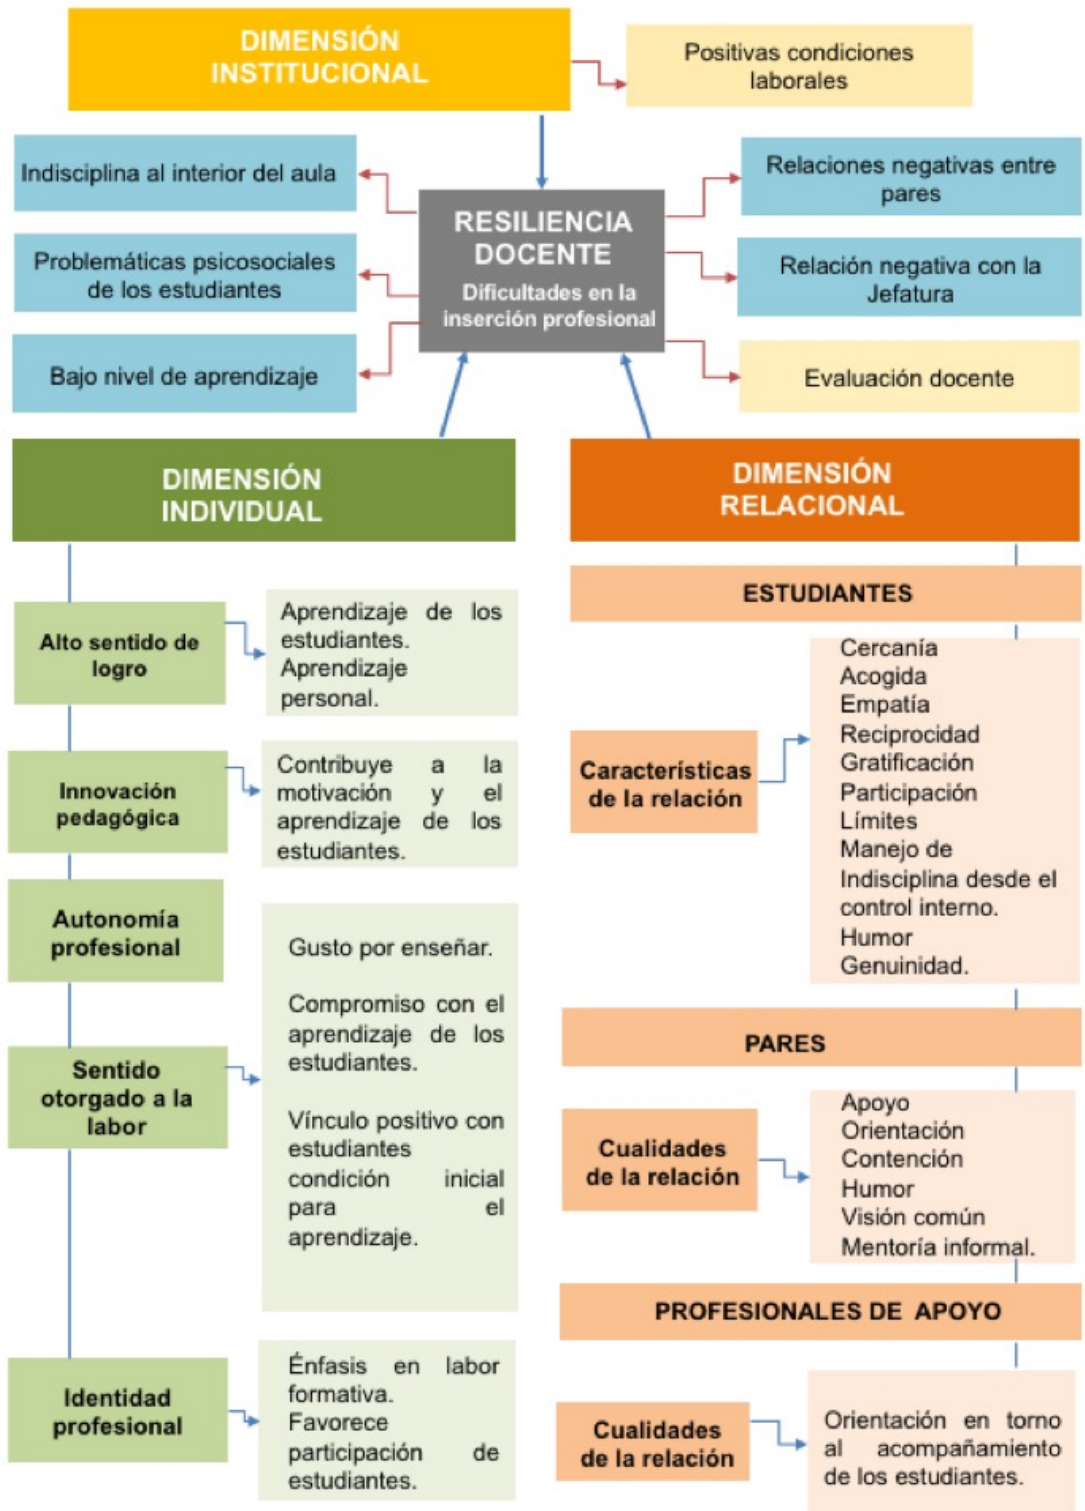 DIMENSIÓN
INSTITUCIONAL
Positivas condiciones
laborales
Indisciplina al interior del aula
Problemáticas psicosociales
de los estudiantes
Bajo nivel de aprendizaje
RESILIENCIA
DOCENTE
Dificultades en la
inserción profesional
Relaciones negativas entre
pares
Relación negativa con la
Jefatura
Evaluación docente
DIMENSIÓN
INDIVIDUAL
Alto sentido de
logro
Aprendizaje de los
estudiantes.
Aprendizaje
personal.
Innovación
pedagógica
Contribuye a la
motivación y el
aprendizaje de los
estudiantes.
Autonomía
profesional
Sentido
otorgado a la
labor
Gusto por enseñar.
Compromiso con el
aprendizaje de los
estudiantes.
Vínculo positivo con
estudiantes
condición inicial
para el
aprendizaje.
Identidad
profesional
Énfasis en labor
formativa.
Favorece
participación de
estudiantes.
DIMENSIÓN
RELACIONAL
ESTUDIANTES
Características
de la relación
Cercanía
Acogida
Empatía
Reciprocidad
Gratificación
Participación
Límites
Manejo de
Indisciplina desde el
control interno.
Humor
Genuinidad.
PARES
Cualidades
de la relación
Apoyo
Orientación
Contención
Humor
Visión común
Mentoría informal.
PROFESIONALES DE APOYO
Cualidades
de la relación
Orientación en torno
al acompañamiento
de los estudiantes.